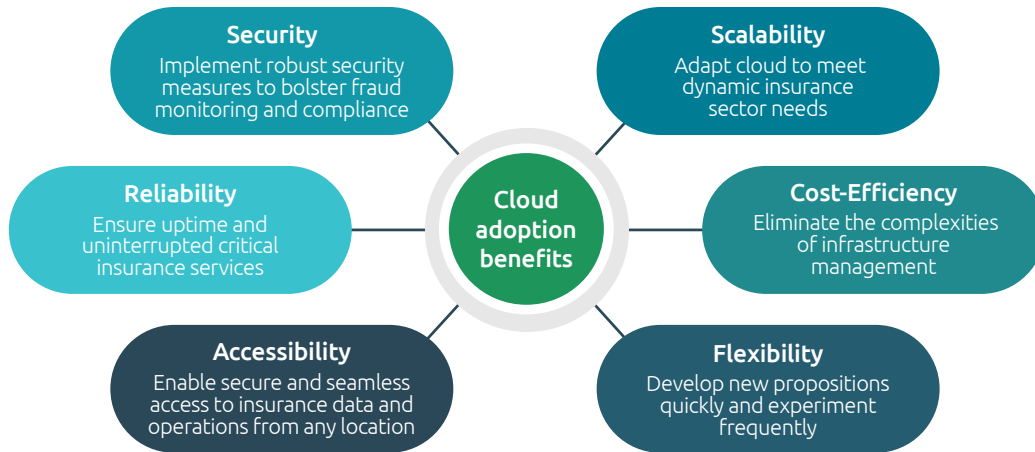 Security
Implement robust security
measures to bolster fraud
monitoring and compliance
Scalability
Adapt cloud to meet
dynamic insurance
sector needs
Reliability
Ensure uptime and
uninterrupted critical
insurance services
Cloud
adoption
benefits
Cost-Efficiency
Eliminate the complexities
of infrastructure
management
Accessibility
Enable secure and seamless
access to insurance data and
operations from any location
Flexibility
Develop new propositions
quickly and experiment
frequently